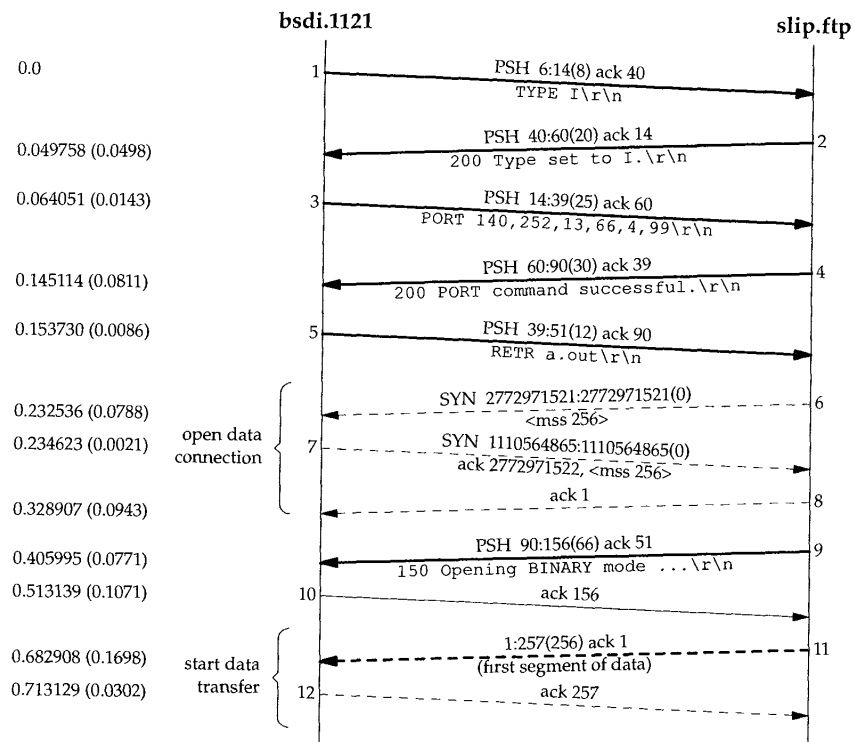 bsdi.1121 slip.ftp
0.0 1 PSH 6:14(8) ack 40
TYPE I\r\n
PSH 40:60(20) ack 14 2
0.049758 (0.0498) 200 Type set to I.\r\n
0.064051 (0.0143) 3 PSH 14:39(25) ack 60
PORT 140,252,13,66,4,99\r\n
PSH 60:90(30) ack 39 4
0.145114 (0.0811) 200 PORT command successful.\r\n
0.153730 (0.0086) 5 PSH 39:51(12) ack 90
RETR a.out\r\n
SYN 2772971521:2772971521(0) 6
0.232536 (0.0788) <mss 256>
0.234623 (0.0021) open data connection 7 SYN 1110564865:1110564865(0)
ack 2772971522, <mss 256>
ack 1 8
0.328907 (0.0943)
0.405995 (0.0771) PSH 90:156(66) ack 51 9
150 Opening BINARY mode ...\r\n
0.513139 (0.1071) 10 ack 156
1:257(256) ack 1 11
0.682908 (0.1698) start data transfer (first segment of data)
0.713129 (0.0302) 12 ack 257